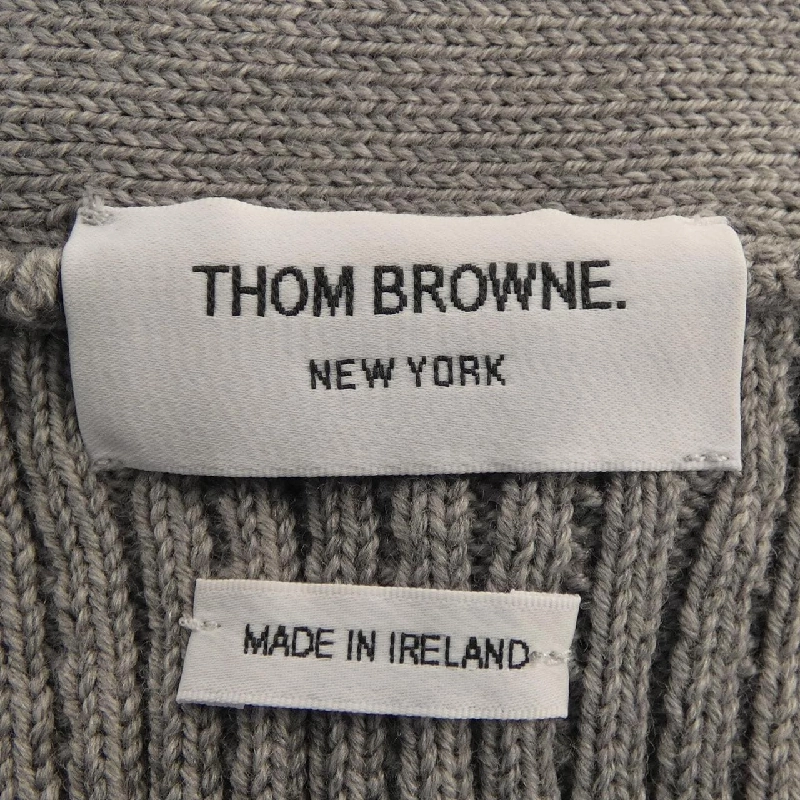 THOM BROWNE.
NEW YORK
MADE IN IRELAND